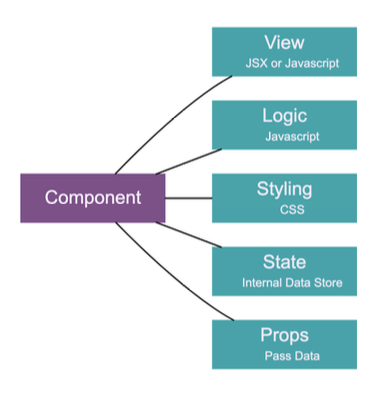 View
JSX or Javascript
Logic
Javascript
Component
Styling
CSS
State
Internal Data Store
Props
Pass Data